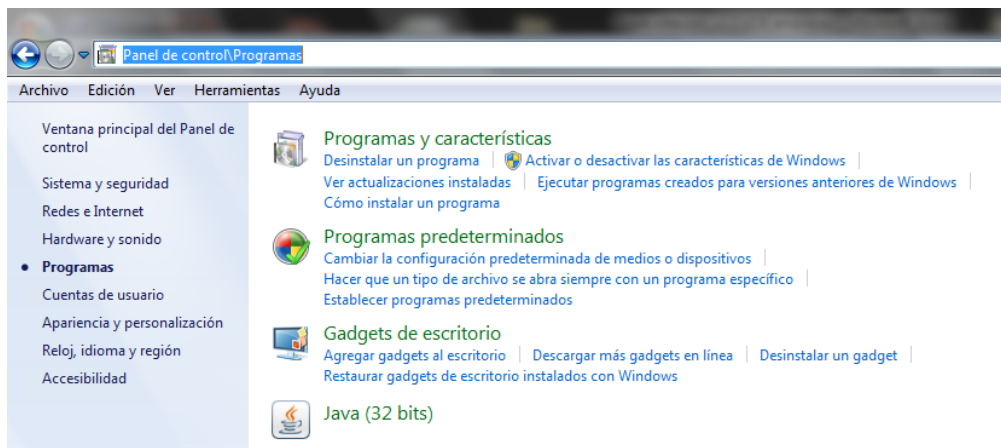 Panel de control\Programas
Archivo Edición Ver Herramientas Ayuda
Ventana principal del Panel de
control
Sistema y seguridad
Redes e Internet
Hardware y sonido
Programas
Cuentas de usuario
Apariencia y personalización
Reloj, idioma y región
Accesibilidad
Programas y características
Desinstalar un programa Activar o desactivar las características de Windows
Ver actualizaciones instaladas Ejecutar programas creados para versiones anteriores de Windows
Cómo instalar un programa
Programas predeterminados
Cambiar la configuración predeterminada de medios o dispositivos
Hacer que un tipo de archivo se abra siempre con un programa específico
Establecer programas predeterminados
Gadgets de escritorio
Agregar gadgets al escritorio Descargar más gadgets en línea Desinstalar un gadget
Restaurar gadgets de escritorio instalados con Windows
Java (32 bits)